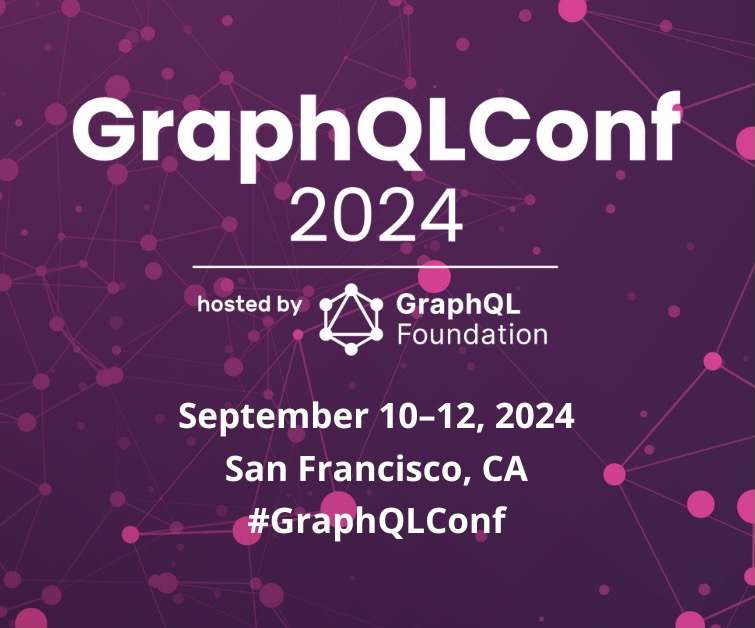 GraphQLConf
2024
hosted by GraphQL
Foundation
September 10–12, 2024
San Francisco, CA
#GraphQLConf